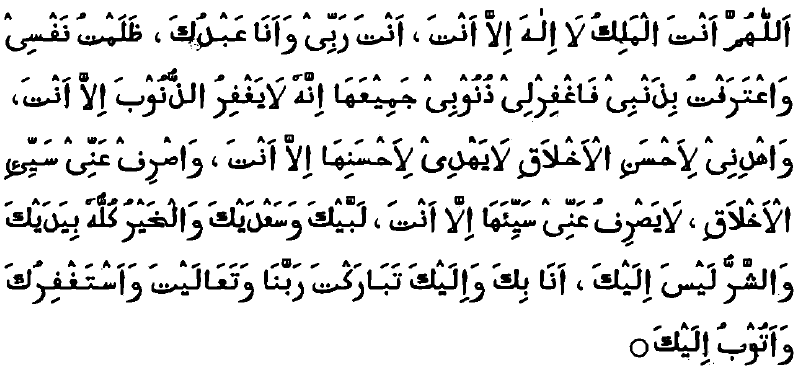 اَللّٰهُمَّ اَنْتَ الْمَلِكُ لَا اِلٰهَ اِلَّا اَنْتَ ، اَنْتَ رَبِّىْ وَاَنَا عَبْدُكَ ، ظَلَمْتُ نَفْسِىْ
وَاعْتَرَفْتُ بِذَنْبِىْ فَاغْفِرْلِىْ ذُنُوْبِىْ جَمِيْعَهَا اِنَّهٗ لَايَغْفِرُ الذُّنُوْبَ اِلَّا اَنْتَ،
وَاهْدِنِىْ لِاَحْسَنِ الْاَخْلَاقِ لَايَهْدِىْ لِاَحْسَنِهَا اِلَّا اَنْتَ ، وَاصْرِفْ عَنِّىْ سَيِّئِ
الْاَخْلَاقِ ، لَايَصْرِفُ عَنِّىْ سَيِّئَهَا اِلَّا اَنْتَ ، لَبَّيْكَ وَسَعْدَيْكَ وَالْخَيْرُ كُلُّهٗ بِيَدَيْكَ
وَالشَّرُّ لَيْسَ اِلَيْكَ ، اَنَا بِكَ وَاِلَيْكَ تَبَارَكْتَ رَبَّنَا وَتَعَالَيْتَ وَاَسْتَغْفِرُكَ
وَاَتُوْبُ اِلَيْكَ ○